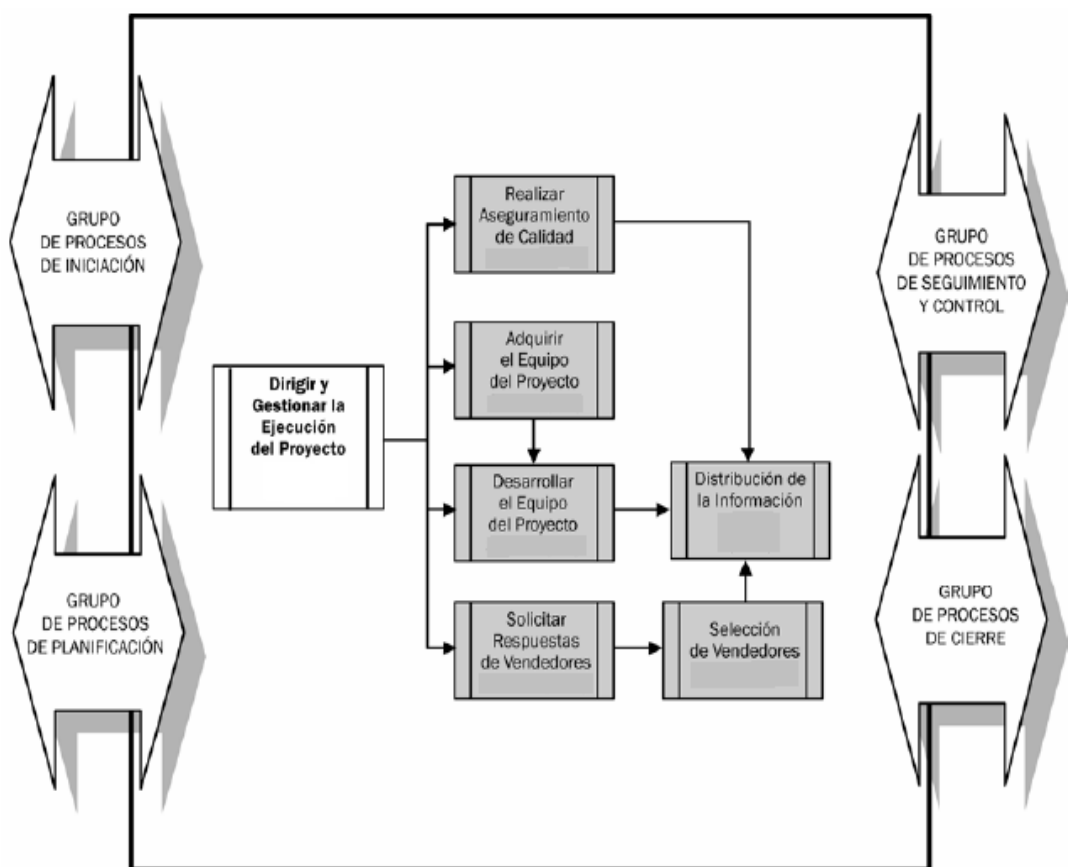 GRUPO
DE PROCESOS
DE INICIACIÓN
GRUPO
DE PROCESOS
DE PLANIFICACIÓN
Dirigir y
Gestionar la
Ejecución
del Proyecto
Realizar
Aseguramiento
de Calidad
Adquirir
el Equipo
del Proyecto
Desarrollar
el Equipo
del Proyecto
Solicitar
Respuestas
de Vendedores
Distribución de
la Información
Selección
de Vendedores
GRUPO
DE PROCESOS
DE SEGUIMIENTO
Y CONTROL
GRUPO
DE PROCESOS
DE CIERRE